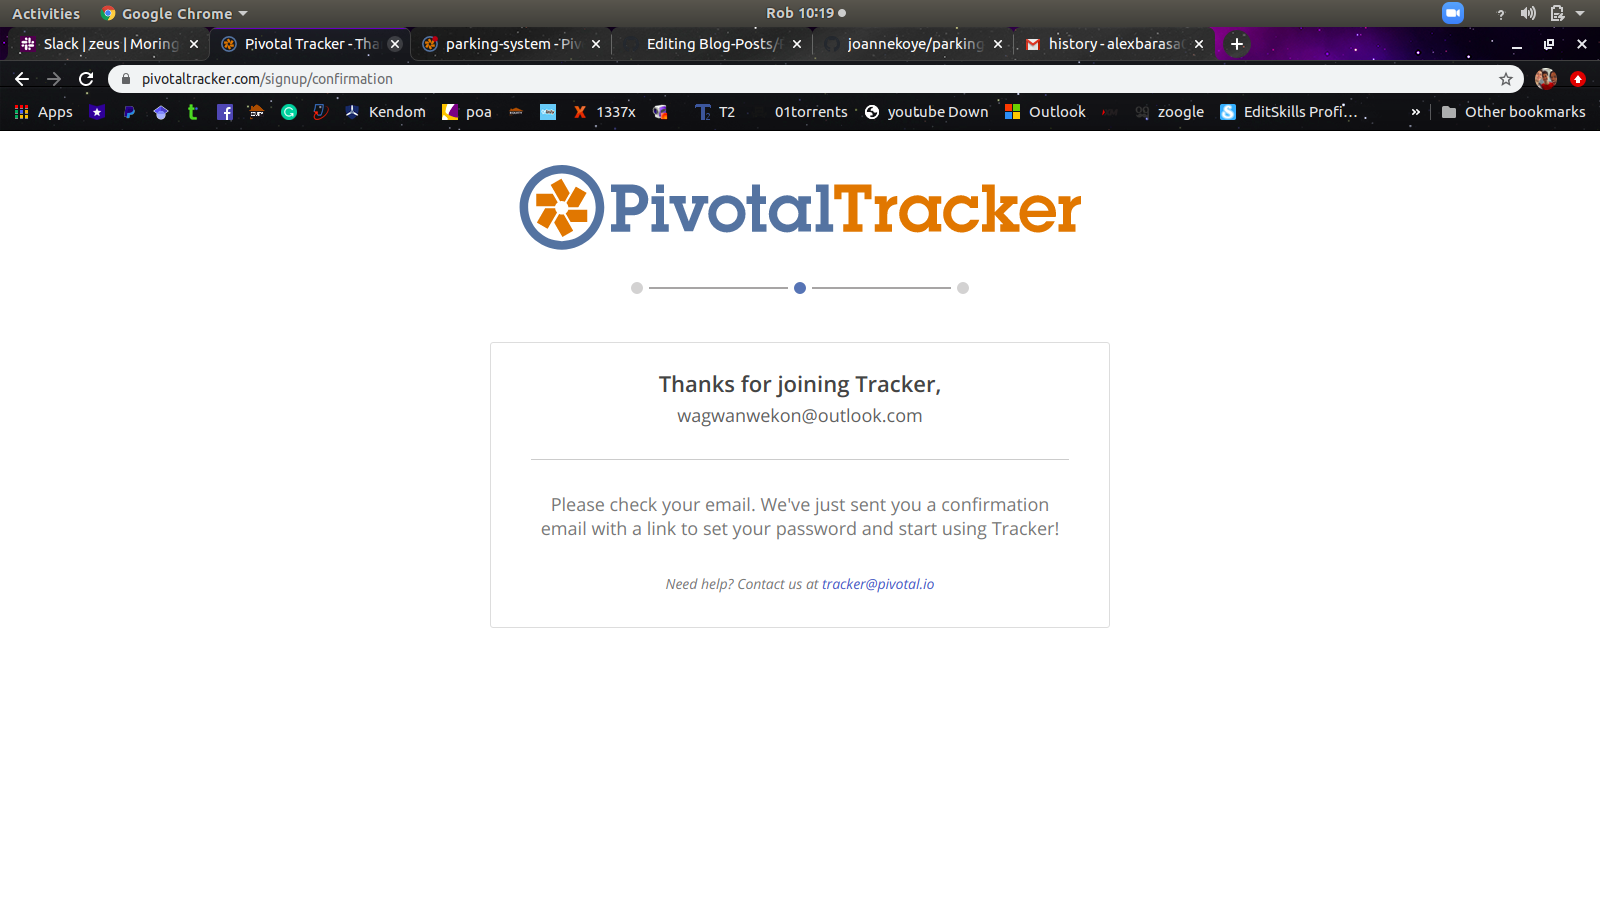 Activities Google Chrome Rob 10:19 ?
Slack | zeus | Moring Pivotal Tracker - Tha parking-system - Piv Editing Blog-Posts/ joannekoye/parking history - alexbarasa
pivotaltracker.com/signup/confirmation
Apps Kendom poa 1337x T2 01torrents youtube Down Outlook zoogle EditSkills Profi... » Other bookmarks
PivotalTracker
Thanks for joining Tracker,
wagwanwekon@outlook.com
Please check your email. We've just sent you a confirmation
email with a link to set your password and start using Tracker!
Need help? Contact us at tracker@pivotal.io